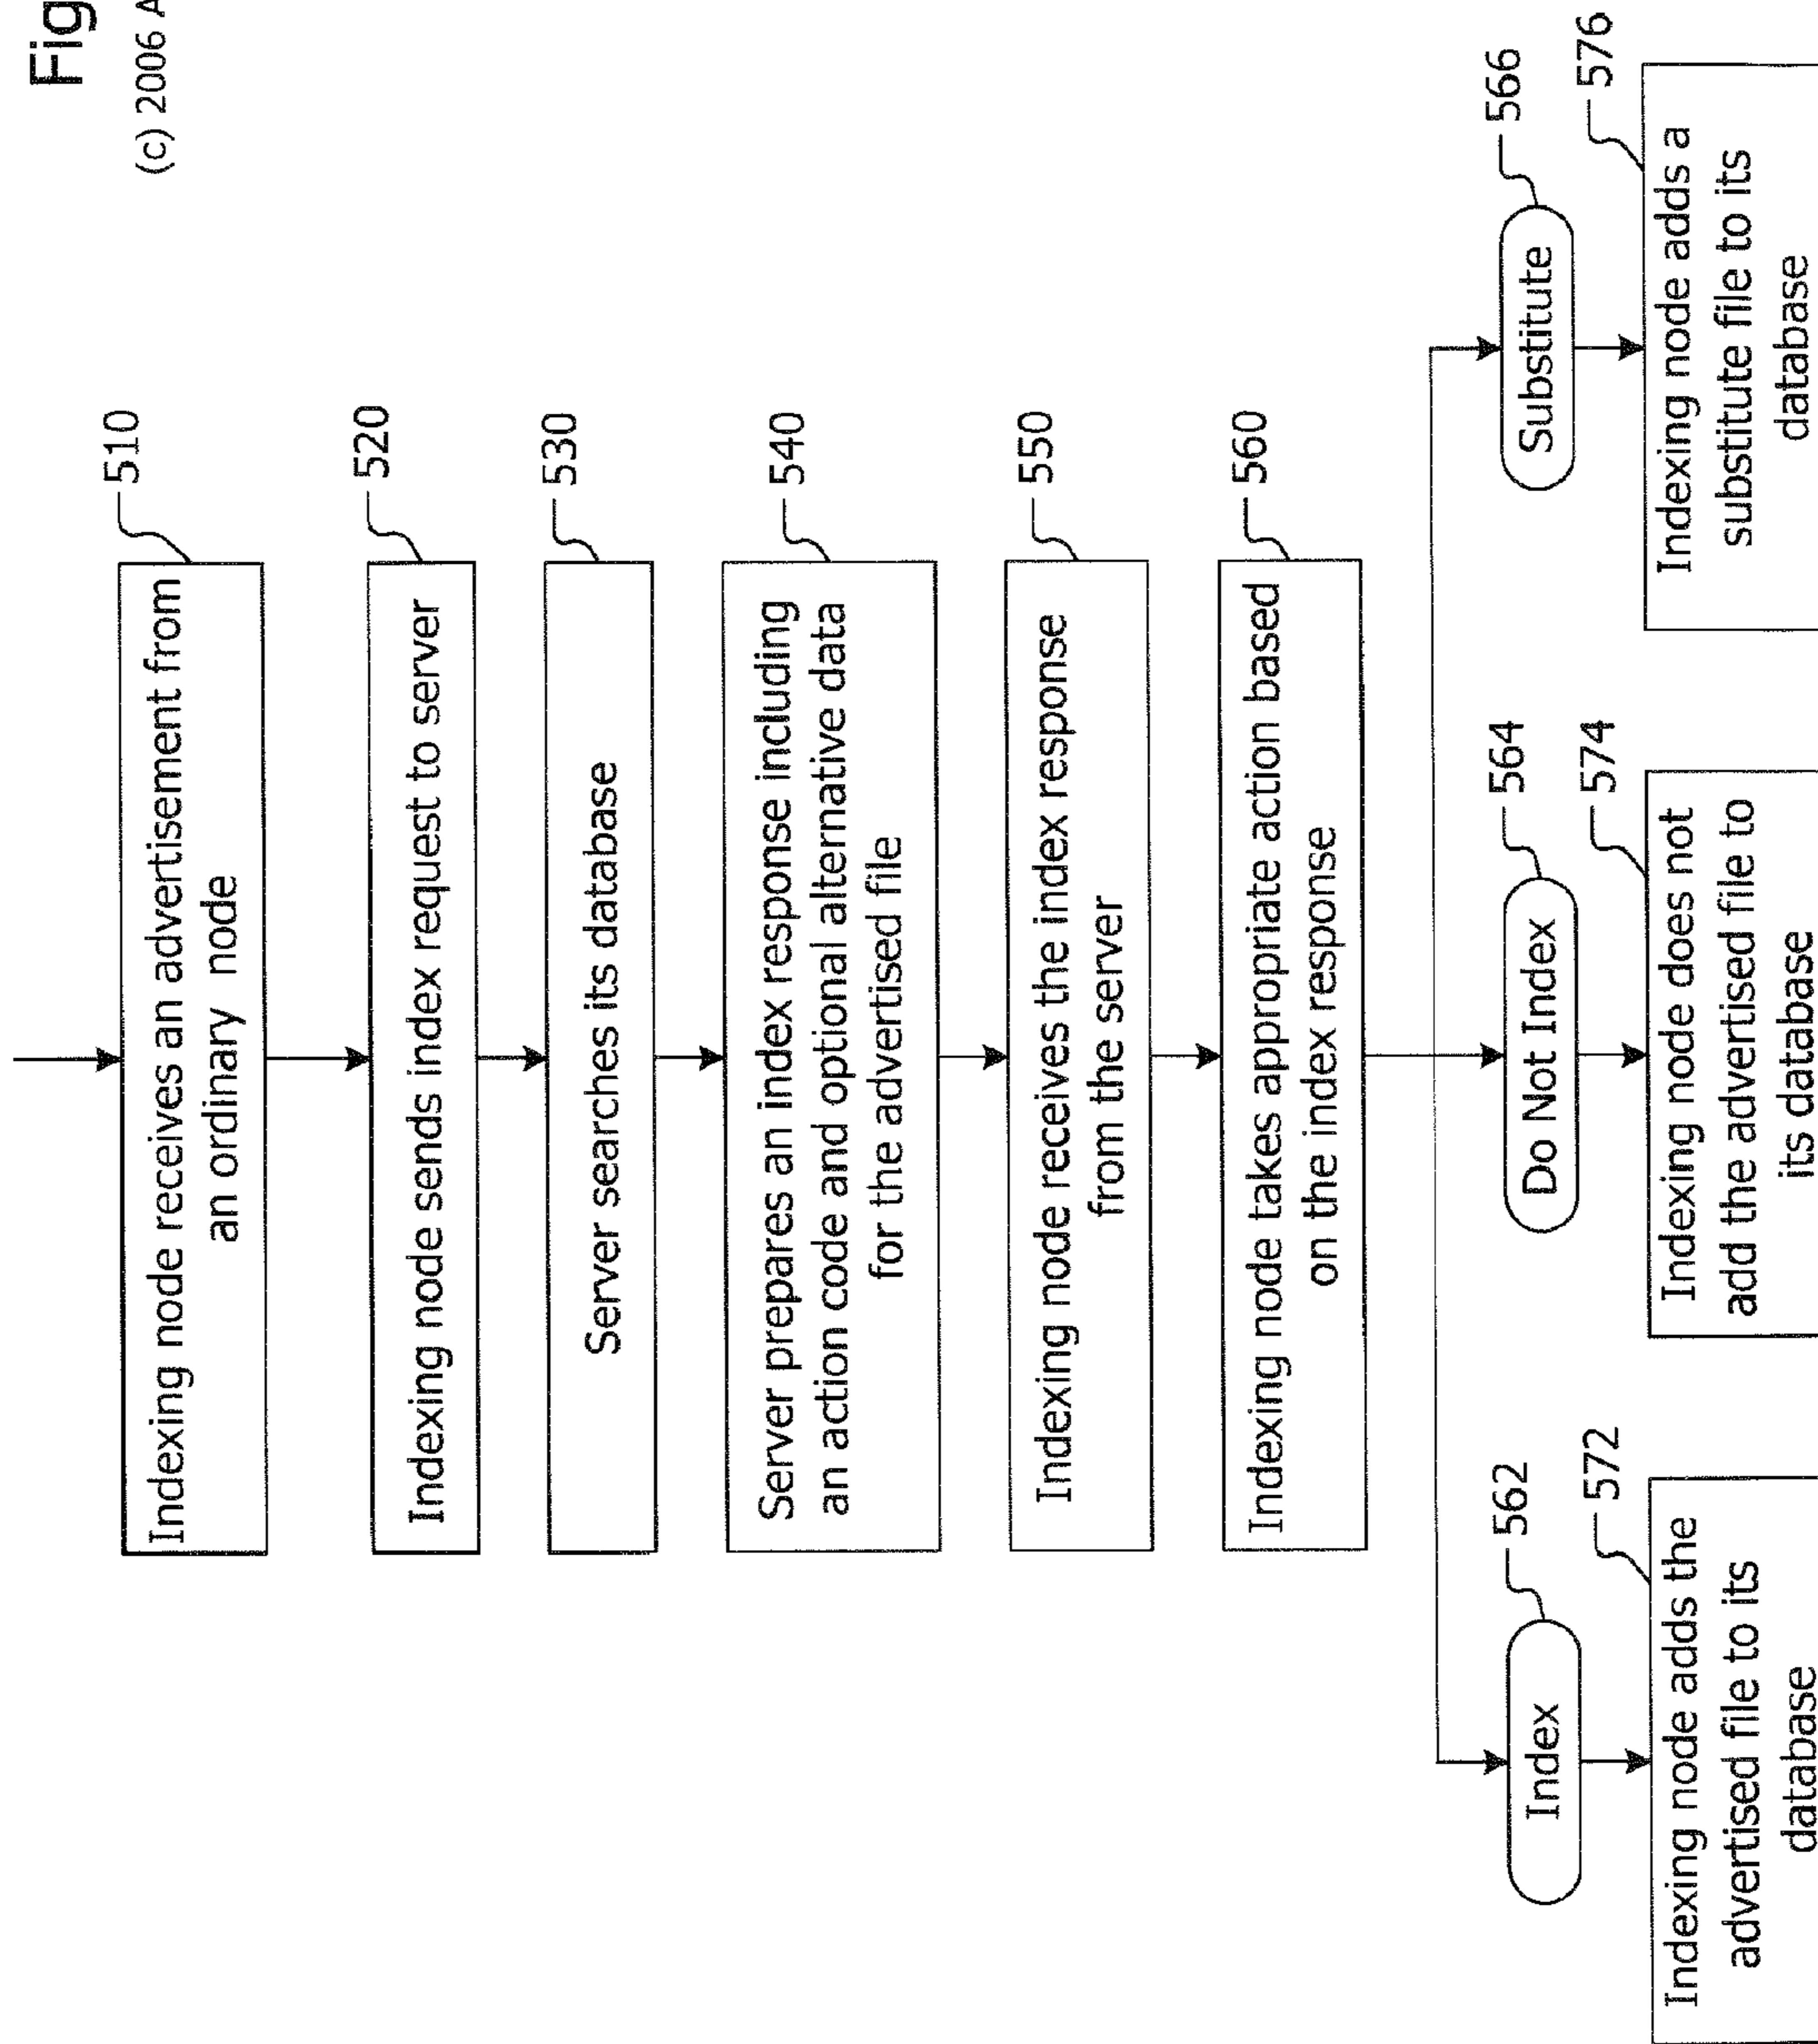 Fig
(c) 2006 A
510
Indexing node receives an advertisement from
an ordinary node
520
Indexing node sends index request to server
530
Server searches its database
540
Server prepares an index response including
an action code and optional alternative data
for the advertised file
550
Indexing node receives the index response
from the server
560
Indexing node takes appropriate action based
on the index response
562
Index
572
Indexing node adds the
advertised file to its
database
564
Do Not Index
574
Indexing node does not
add the advertised file to
its database
566
Substitute
576
Indexing node adds a
substitute file to its
database